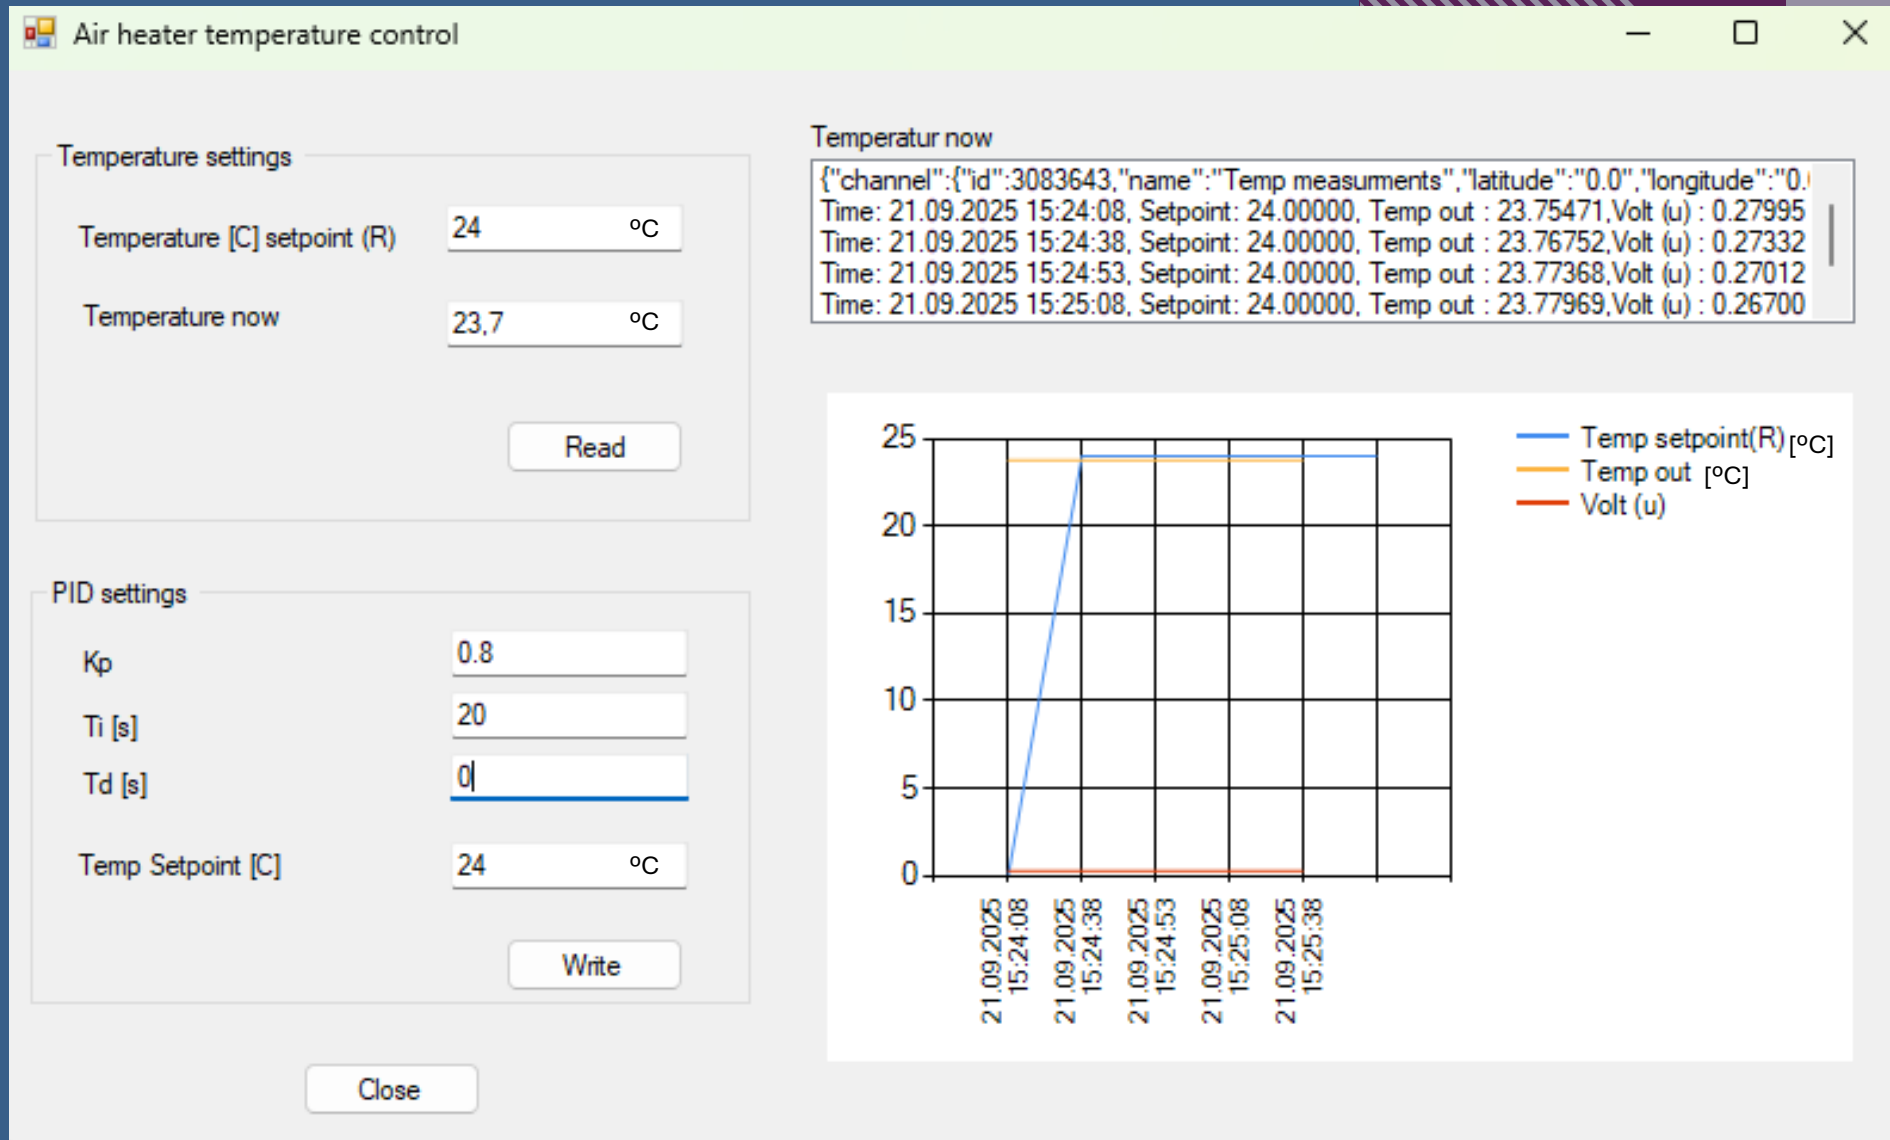 Air heater temperature control
Temperature settings
Temperature [C] setpoint (R)
24 ºC
Temperature now
23,7 ºC
Read
PID settings
Kp
0.8
Ti [s]
20
Td [s]
0
Temp Setpoint [C]
24 ºC
Write
Close
Temperatur now
{"channel":{"id":3083643,"name":"Temp measurments","latitude":"0.0","longitude":"0.
Time: 21.09.2025 15:24:08, Setpoint: 24.00000, Temp out : 23.75471,Volt (u) : 0.27995
Time: 21.09.2025 15:24:38, Setpoint: 24.00000, Temp out : 23.76752,Volt (u) : 0.27332
Time: 21.09.2025 15:24:53, Setpoint: 24.00000, Temp out : 23.77368,Volt (u) : 0.27012
Time: 21.09.2025 15:25:08, Setpoint: 24.00000, Temp out : 23.77969,Volt (u) : 0.26700
25
20
15
10
5
0
21.09.2025
15:24:08
21.09.2025
15:24:38
21.09.2025
15:24:53
21.09.2025
15:25:08
21.09.2025
15:25:38
Temp setpoint(R) [ºC]
Temp out [ºC]
Volt (u)